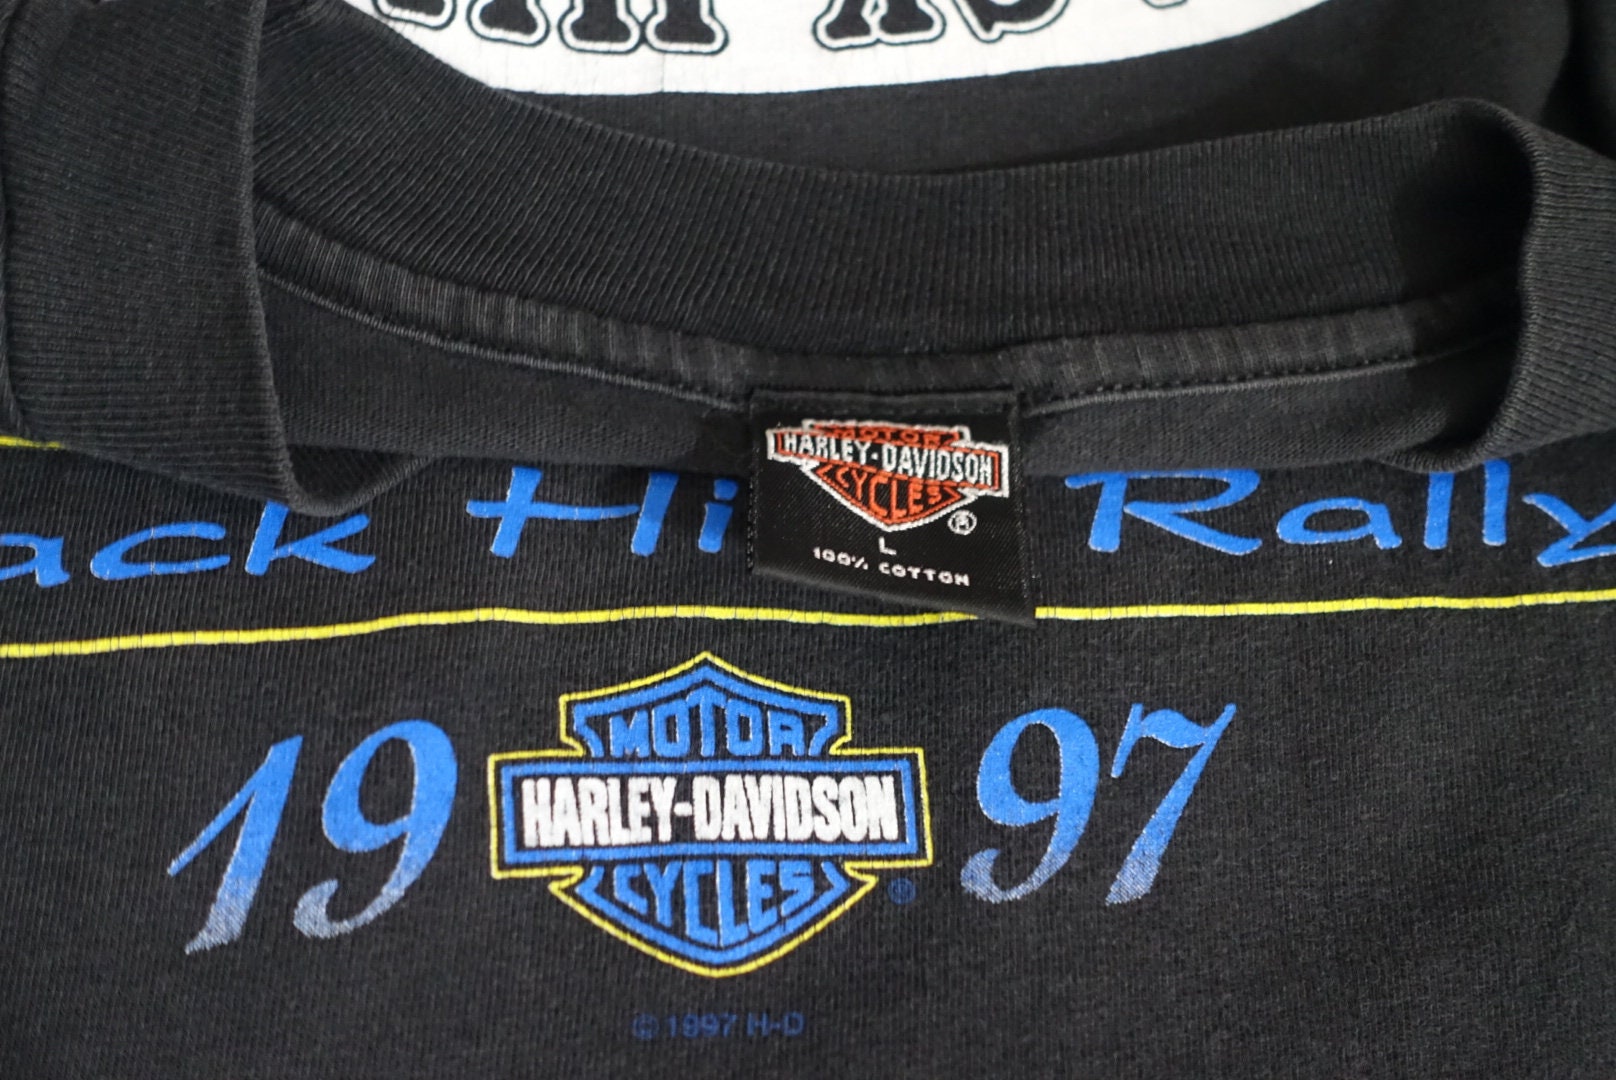 MOTOR
HARLEY-DAVIDSON
CYCLES
®
L
100% COTTON
ack Hi Rally
19 97
MOTOR
HARLEY-DAVIDSON
CYCLES
®
© 1997 H-D